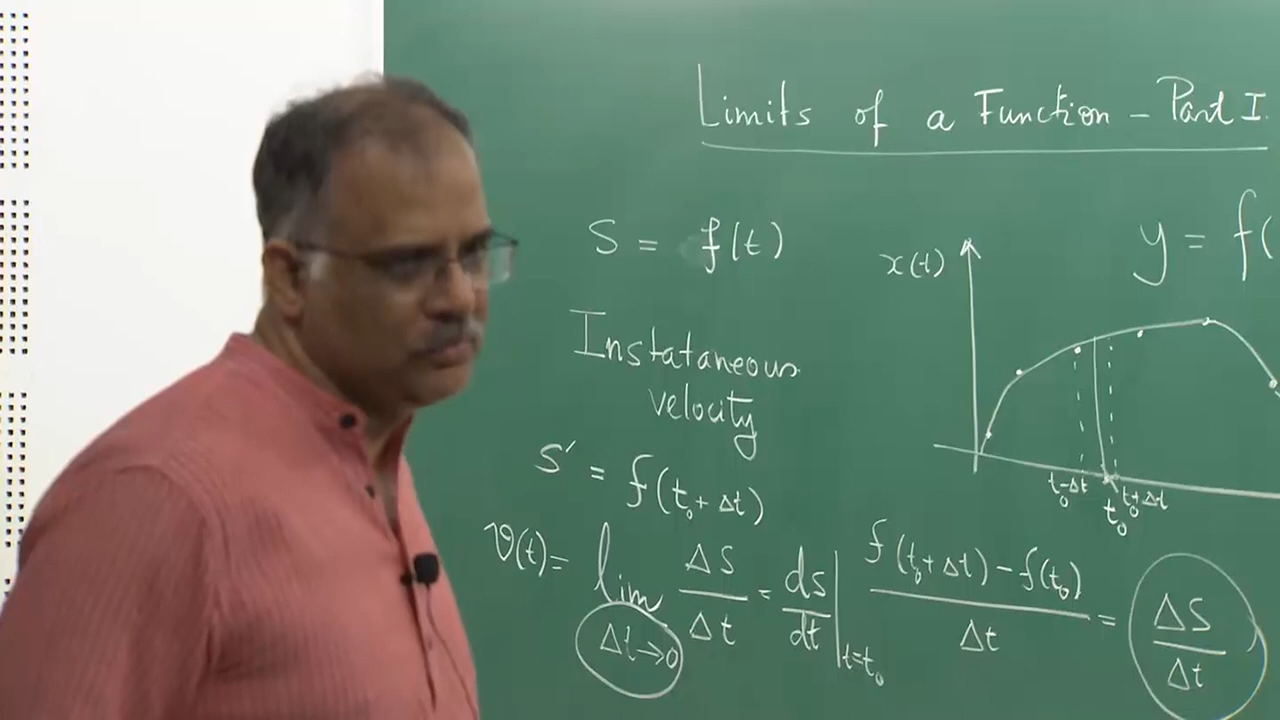 Limits of a Function – Part I.
S = f(t)
x(t)
y = f(
Instataneous
velocity
S' = f(t₀ + Δt)
t₀-Δt
t₀
t₀+Δt
v(t) = lim Δt→0 ΔS/Δt = ds/dt |t=t₀
f(t₀+Δt) – f(t₀) / Δt = ΔS/Δt